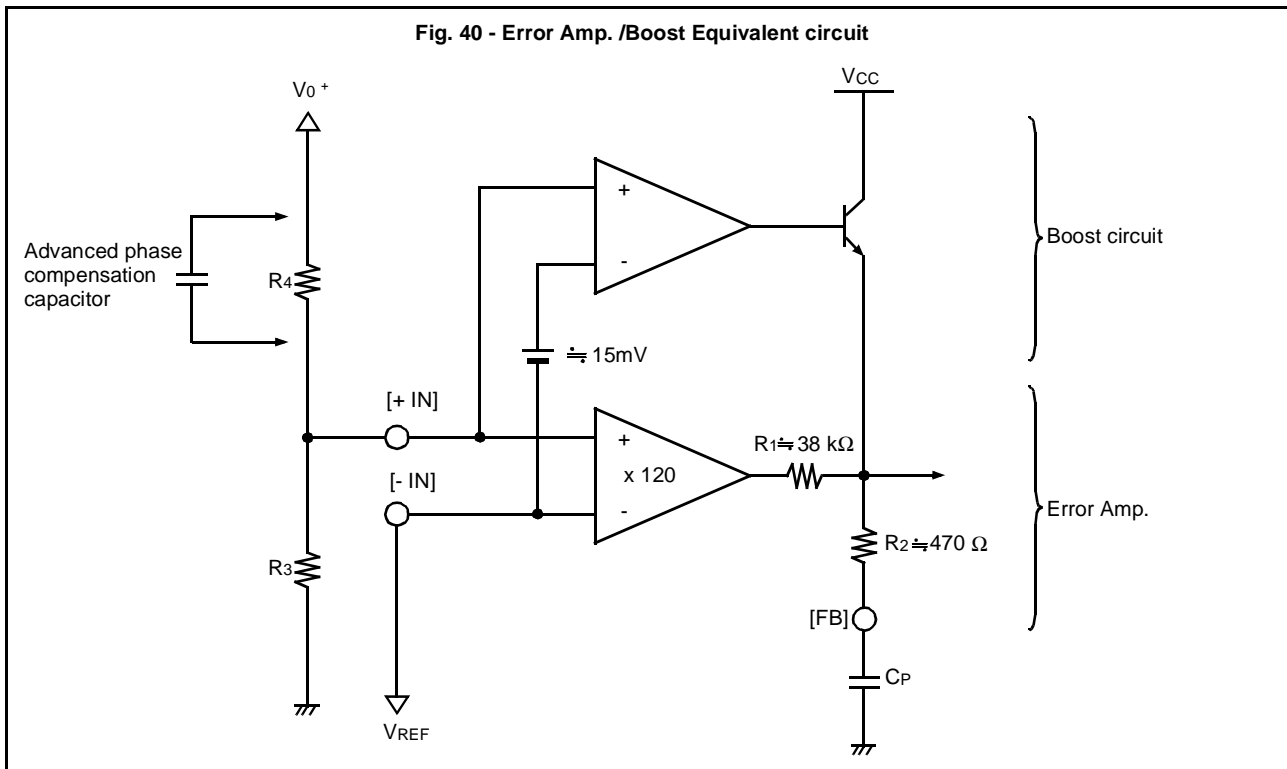 Fig. 40 - Error Amp. /Boost Equivalent circuit
VCC
V0 +
+
-
Boost circuit
Advanced phase
compensation
capacitor
R4
≒ 15mV
[+ IN]
+
x 120
-
R1≒38 kΩ
[- IN]
Error Amp.
R2≒470 Ω
R3
[FB]
CP
VREF